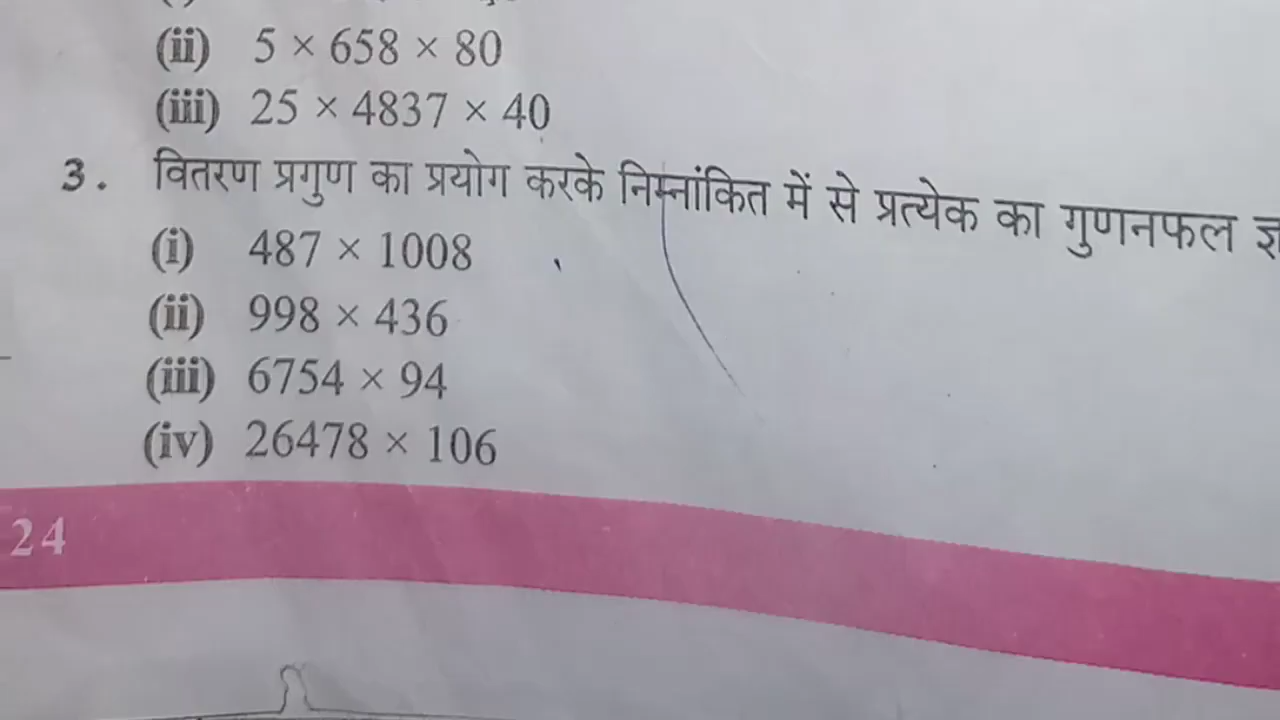 (ii) 5 × 658 × 80
(iii) 25 × 4837 × 40
3. वितरण प्रगुण का प्रयोग करके निम्नांकित में से प्रत्येक का गुणनफल
(i) 487 × 1008
(ii) 998 × 436
(iii) 6754 × 94
(iv) 26478 × 106
24